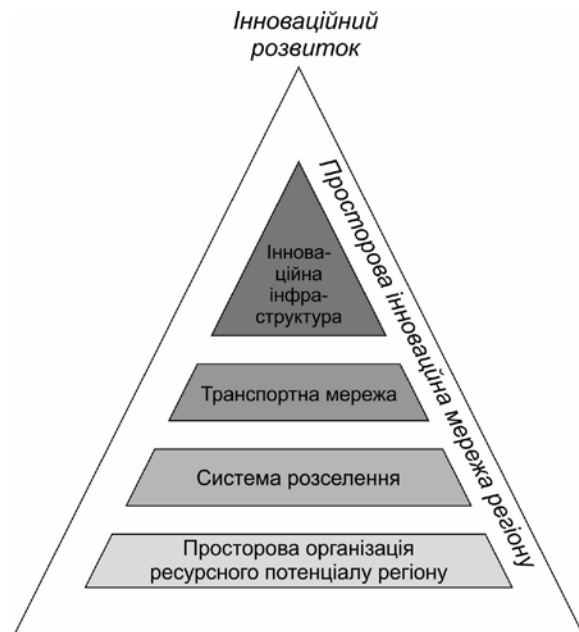 Інноваційний
розвиток
Просторова інноваційна мережа регіону
Іннова-
ційна
інфра-
структура
Транспортна мережа
Система розселення
Просторова організація
ресурсного потенціалу регіону